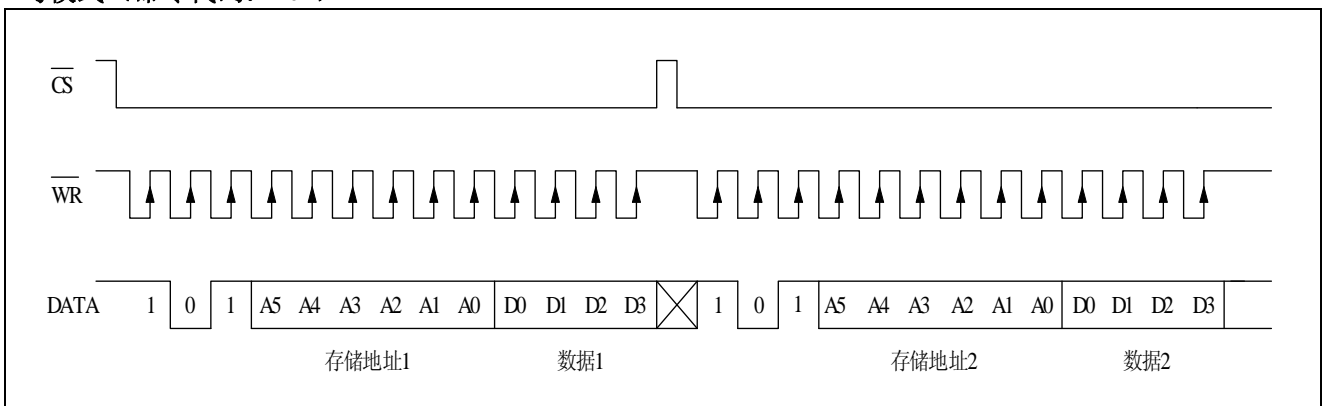 CS
WR
DATA 1 0 1 A5 A4 A3 A2 A1 A0 D0 D1 D2 D3 1 0 1 A5 A4 A3 A2 A1 A0 D0 D1 D2 D3
存储地址1 数据1 存储地址2 数据2